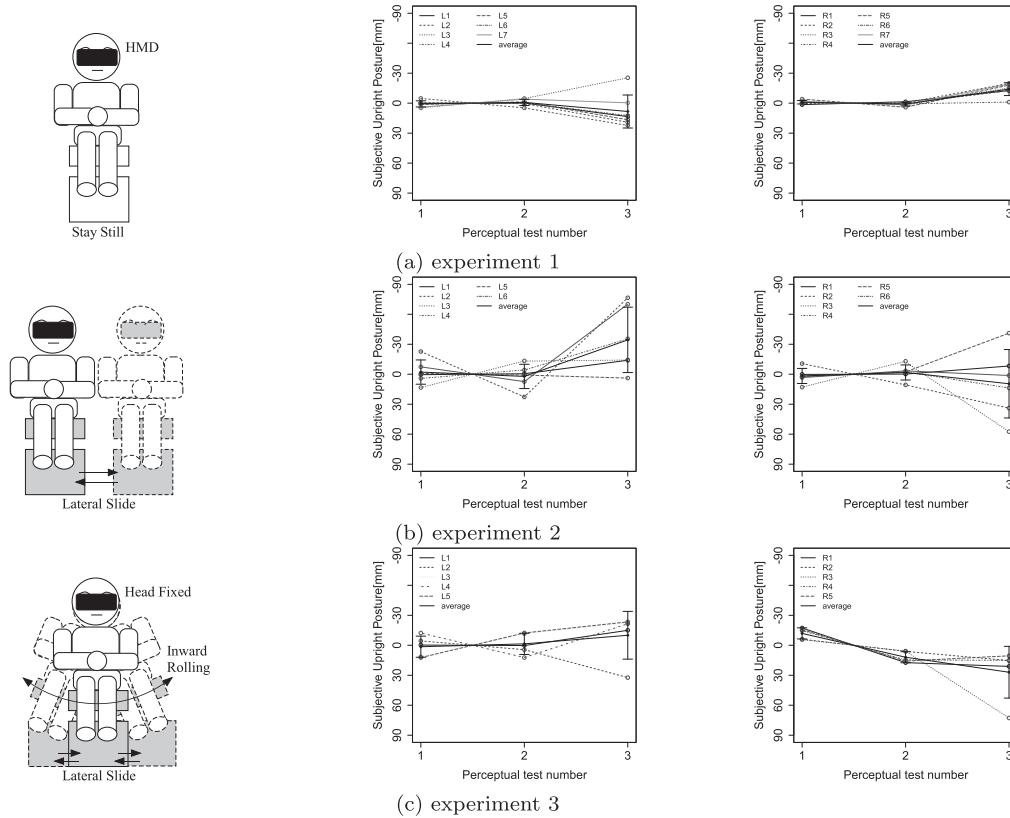 HMD
Stay Still
Subjective Upright Posture[mm]
-90
-30
0
30
60
90
L1
L2
L3
L4
L5
L6
L7
average
1
2
3
Perceptual test number
Subjective Upright Posture[mm]
-90
-30
0
30
60
90
R1
R2
R3
R4
R5
R6
R7
average
1
2
3
Perceptual test number
(a) experiment 1
Lateral Slide
Subjective Upright Posture[mm]
-90
-30
0
30
60
90
L1
L2
L3
L4
L5
L6
average
1
2
3
Perceptual test number
Subjective Upright Posture[mm]
-90
-30
0
30
60
90
R1
R2
R3
R4
R5
R6
average
1
2
3
Perceptual test number
(b) experiment 2
Head Fixed
Inward
Rolling
Lateral Slide
Subjective Upright Posture[mm]
-90
-30
0
30
60
90
L1
L2
L3
L4
L5
average
1
2
3
Perceptual test number
Subjective Upright Posture[mm]
-90
-30
0
30
60
90
R1
R2
R3
R4
R5
average
1
2
3
Perceptual test number
(c) experiment 3